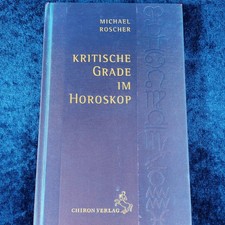 MICHAEL
ROSCHER
KRITISCHE
GRADE
IM
HOROSKOP
CHIRON VERLAG